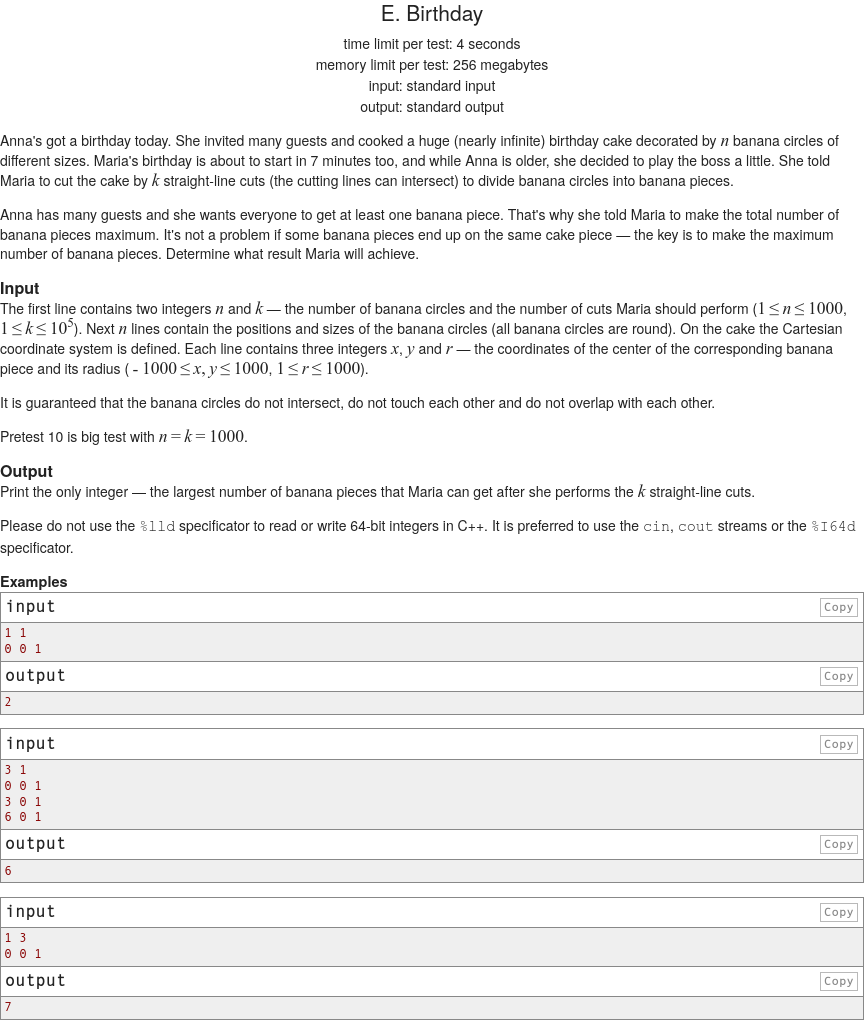 E. Birthday
time limit per test: 4 seconds
memory limit per test: 256 megabytes
input: standard input
output: standard output
Anna's got a birthday today. She invited many guests and cooked a huge (nearly infinite) birthday cake decorated by n banana circles of
different sizes. Maria's birthday is about to start in 7 minutes too, and while Anna is older, she decided to play the boss a little. She told
Maria to cut the cake by k straight-line cuts (the cutting lines can intersect) to divide banana circles into banana pieces.
Anna has many guests and she wants everyone to get at least one banana piece. That's why she told Maria to make the total number of
banana pieces maximum. It's not a problem if some banana pieces end up on the same cake piece — the key is to make the maximum
number of banana pieces. Determine what result Maria will achieve.
Input
The first line contains two integers n and k — the number of banana circles and the number of cuts Maria should perform (1 ≤ n ≤ 1000,
1 ≤ k ≤ 10⁵). Next n lines contain the positions and sizes of the banana circles (all banana circles are round). On the cake the Cartesian
coordinate system is defined. Each line contains three integers x, y and r — the coordinates of the center of the corresponding banana
piece and its radius ( - 1000 ≤ x, y ≤ 1000, 1 ≤ r ≤ 1000).
It is guaranteed that the banana circles do not intersect, do not touch each other and do not overlap with each other.
Pretest 10 is big test with n = k = 1000.
Output
Print the only integer — the largest number of banana pieces that Maria can get after she performs the k straight-line cuts.
Please do not use the %lld specificator to read or write 64-bit integers in C++. It is preferred to use the cin, cout streams or the %I64d
specificator.
Examples
input Copy
1 1
0 0 1
output Copy
2
input Copy
3 1
0 0 1
3 0 1
6 0 1
output Copy
6
input Copy
1 3
0 0 1
output Copy
7